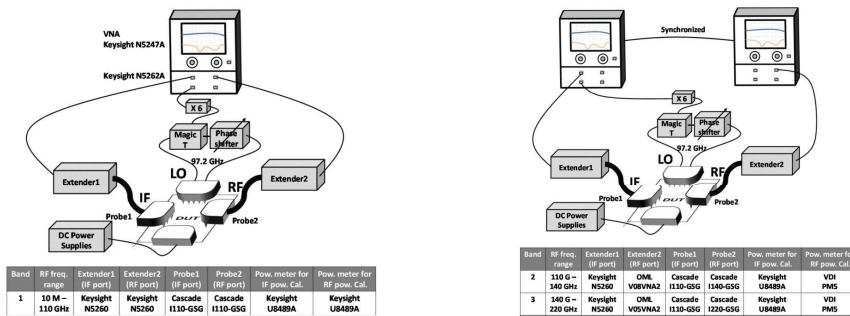 VNA
Keysight N5247A
Keysight N5262A
X 6
Magic T
Phase shifter
97.2 GHz
LO
Extender1
IF
RF
Extender2
Probe1
DUT
Probe2
DC Power Supplies
Band RF freq. range Extender1 (IF port) Extender2 (RF port) Probe1 (IF port) Probe2 (RF port) Pow. meter for IF pow. Cal. Pow. meter for RF pow. Cal.
1 10 M – 110 GHz Keysight N5260 Keysight N5260 Cascade I110-GSG Cascade I110-GSG Keysight U8489A Keysight U8489A
Synchronized
X 6
Magic T
Phase shifter
97.2 GHz
LO
Extender1
IF
RF
Extender2
Probe1
DUT
Probe2
DC Power Supplies
Band RF freq. range Extender1 (IF port) Extender2 (RF port) Probe1 (IF port) Probe2 (RF port) Pow. meter for IF pow. Cal. Pow. meter for RF pow. Cal.
2 110 G – 140 GHz Keysight N5260 OML V08VNA2 Cascade I110-GSG Cascade I140-GSG Keysight U8489A VDI PM5
3 140 G – 220 GHz Keysight N5260 OML V05VNA2 Cascade I110-GSG Cascade I220-GSG Keysight U8489A VDI PM5